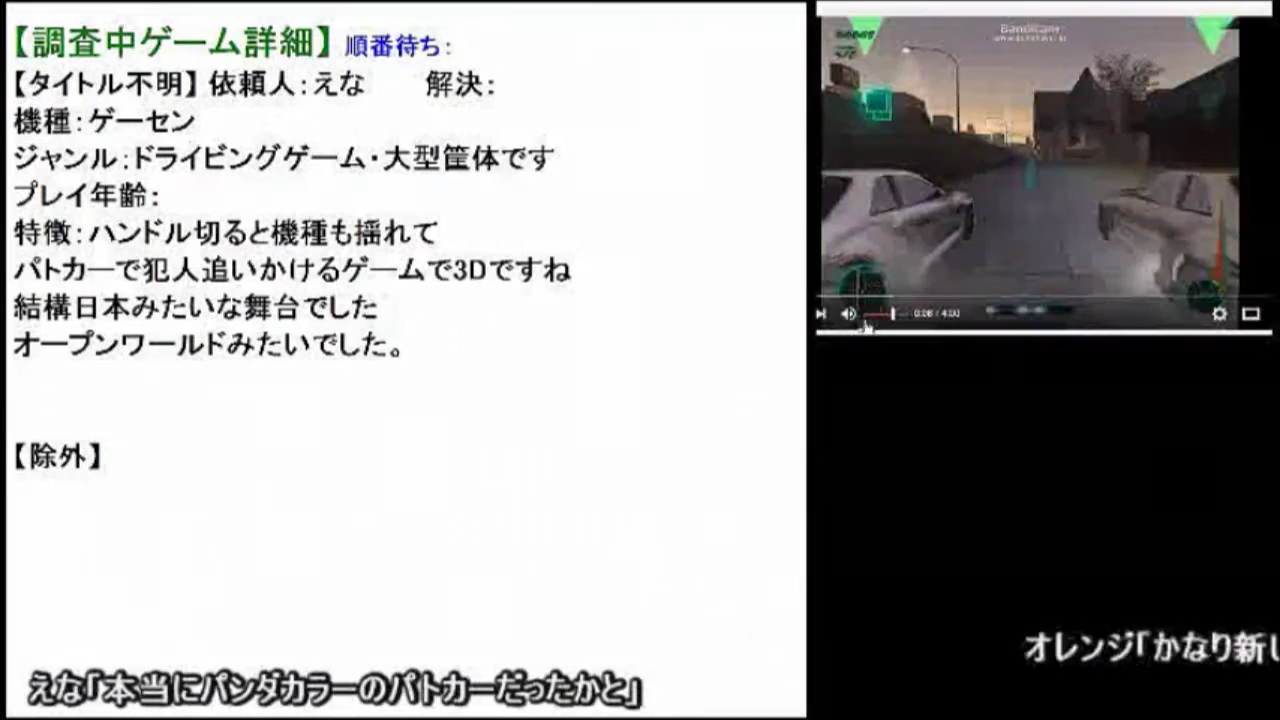 【調査中ゲーム詳細】 順番待ち：
【タイトル不明】 依頼人：えな 解決：
機種：ゲーセン
ジャンル：ドライビングゲーム・大型筐体です
プレイ年齢：
特徴：ハンドル切ると機種も揺れて
パトカーで犯人追いかけるゲームで3Dですね
結構日本みたいな舞台でした
オープンワールドみたいでした。
【除外】
えな「本当にパンダカラーのパトカーだったかと」
オレンジ「かなり新し
Bandicam
0:08 / 4:00